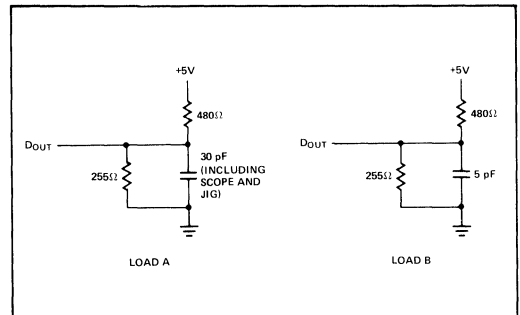 +5V
480Ω
DOUT
30 pF
(INCLUDING
SCOPE AND
JIG)
255Ω
LOAD A
+5V
480Ω
DOUT
255Ω
5 pF
LOAD B